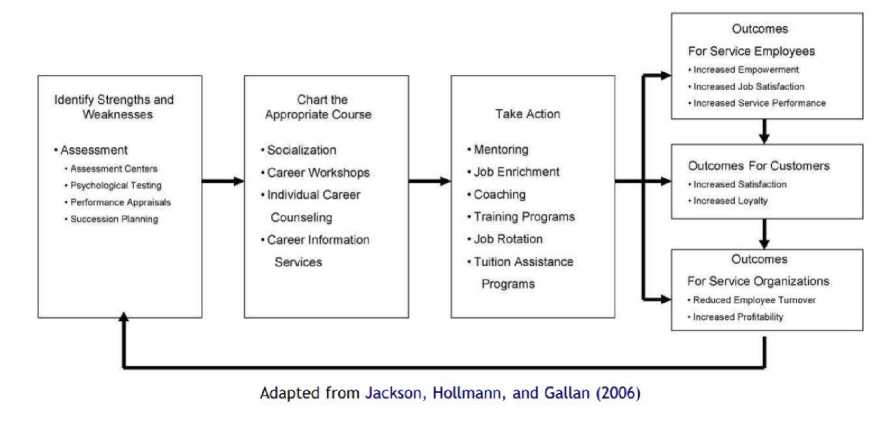 Identify Strengths and
Weaknesses
• Assessment
• Assessment Centers
• Psychological Testing
• Performance Appraisals
• Succession Planning
Chart the
Appropriate Course
• Socialization
• Career Workshops
• Individual Career
Counseling
• Career Information
Services
Take Action
• Mentoring
• Job Enrichment
• Coaching
• Training Programs
• Job Rotation
• Tuition Assistance
Programs
Outcomes
For Service Employees
• Increased Empowerment
• Increased Job Satisfaction
• Increased Service Performance
Outcomes For Customers
• Increased Satisfaction
• Increased Loyalty
Outcomes
For Service Organizations
• Reduced Employee Turnover
• Increased Profitability
Adapted from Jackson, Hollmann, and Gallan (2006)